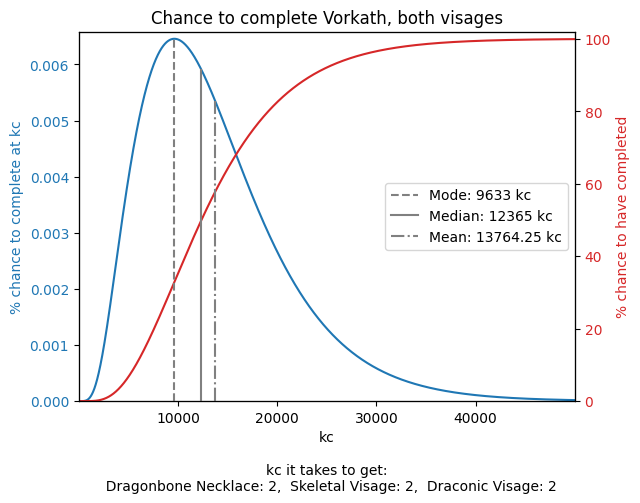 Chance to complete Vorkath, both visages
% chance to complete at kc
0.006
0.005
0.004
0.003
0.002
0.001
0.000
100
80
60
40
20
0
% chance to have completed
Mode: 9633 kc
Median: 12365 kc
Mean: 13764.25 kc
10000 20000 30000 40000
kc
kc it takes to get:
Dragonbone Necklace: 2, Skeletal Visage: 2, Draconic Visage: 2